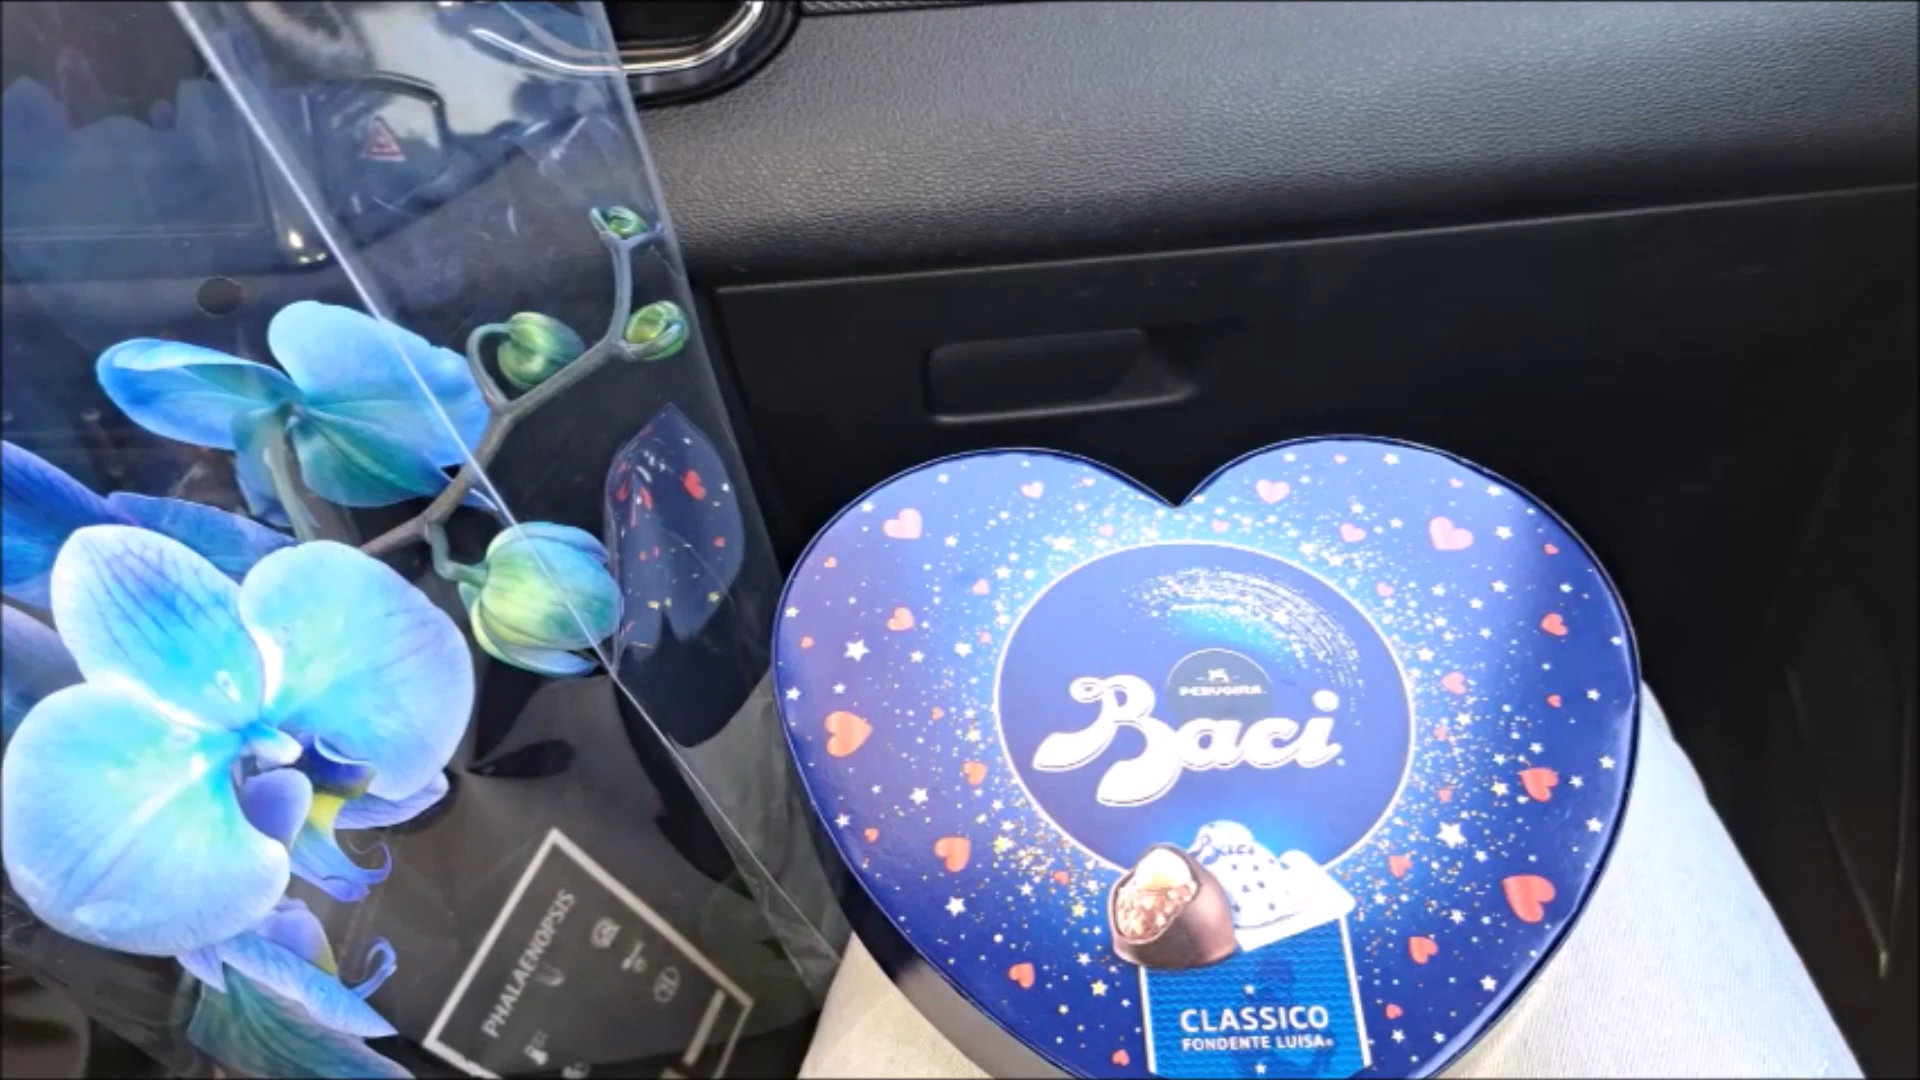 PHALAENOPSIS
PERUGINA
Baci
Baci
CLASSICO
FONDENTE LUISA®